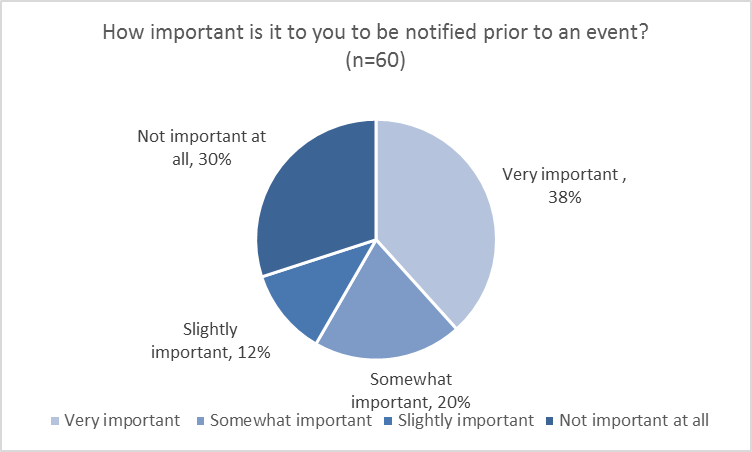 How important is it to you to be notified prior to an event?
(n=60)
Not important at
all, 30%
Very important ,
38%
Slightly
important, 12%
Somewhat
important, 20%
Very important
Somewhat important
Slightly important
Not important at all